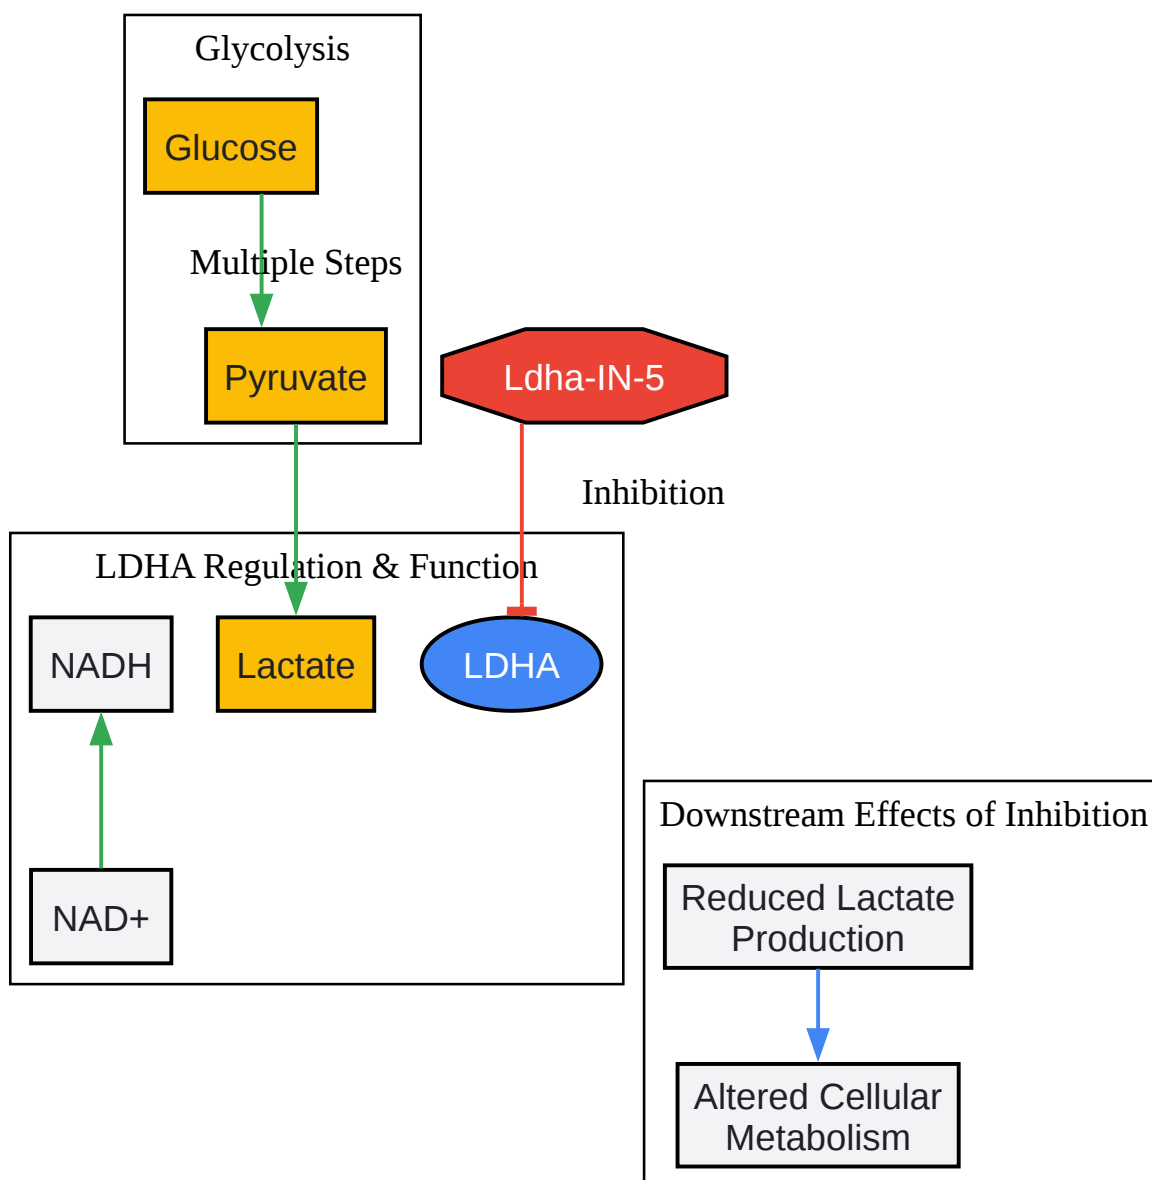 Glycolysis
Glucose
Multiple Steps
Pyruvate
Ldha-IN-5
Inhibition
LDHA Regulation & Function
NADH
Lactate
LDHA
NAD+
Downstream Effects of Inhibition
Reduced Lactate
Production
Altered Cellular
Metabolism